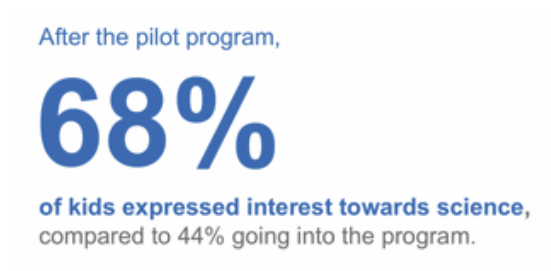 After the pilot program,
68%
of kids expressed interest towards science,
compared to 44% going into the program.